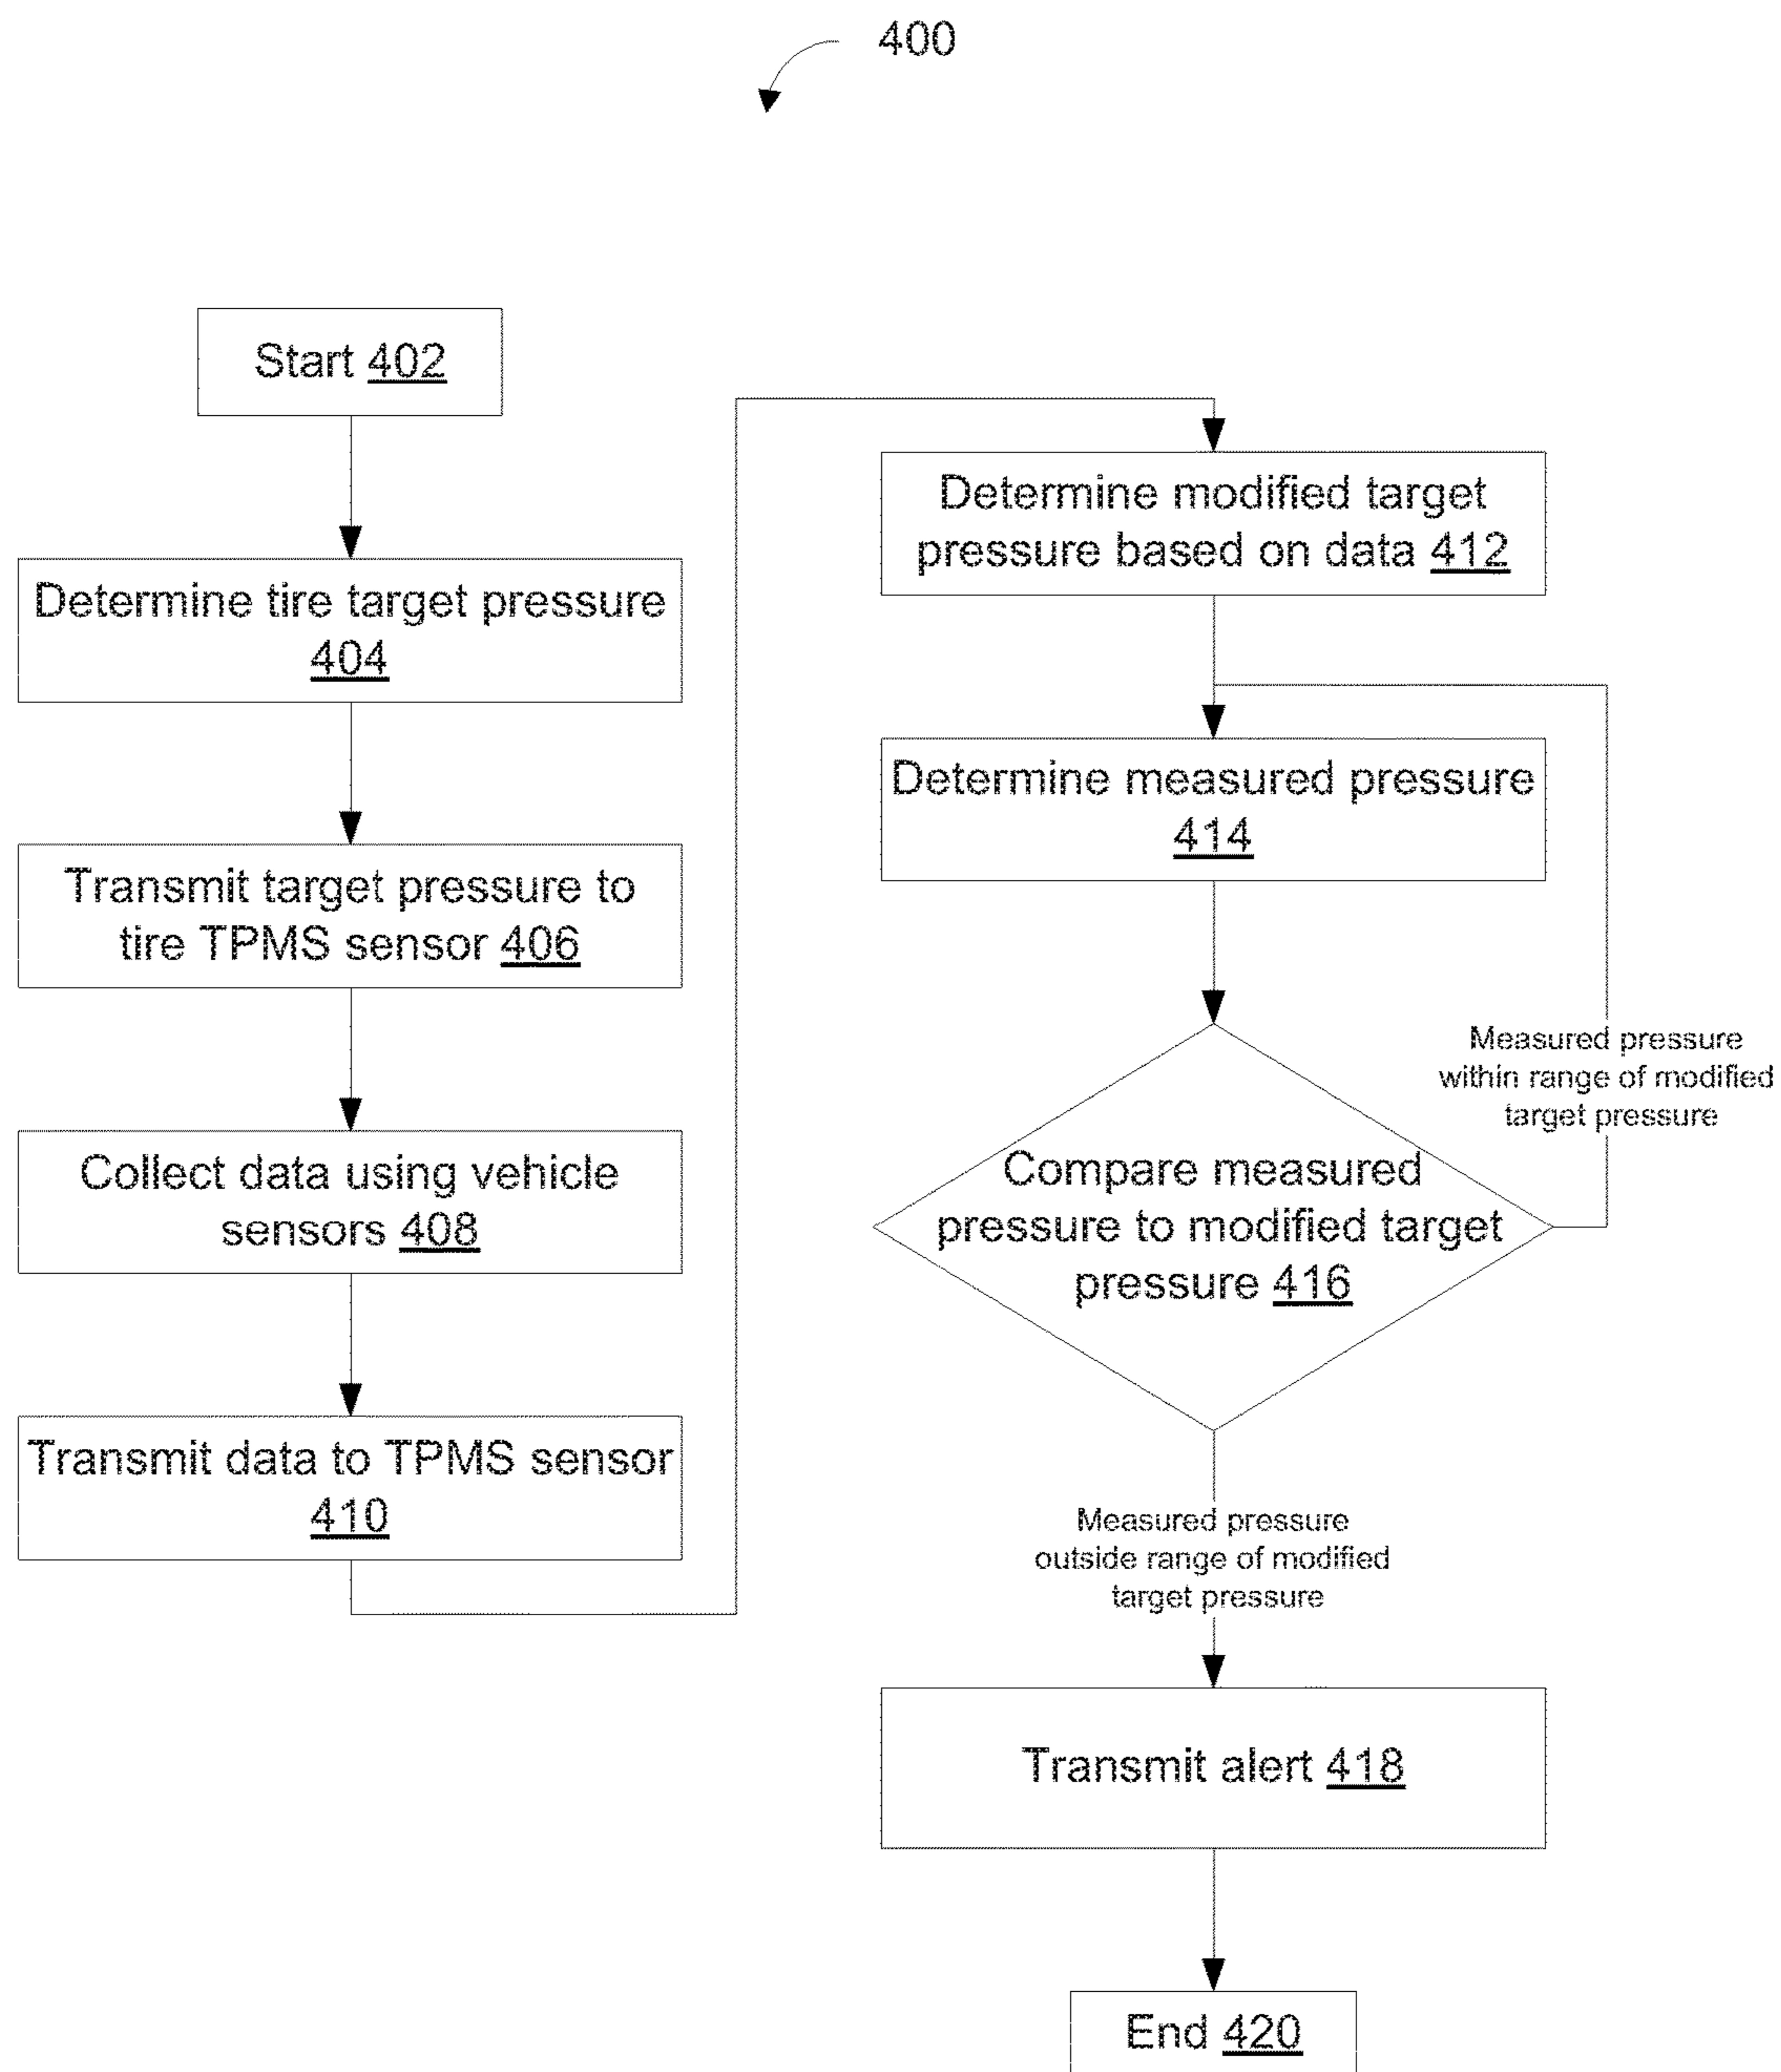 400
Start 402
Determine tire target pressure
404
Transmit target pressure to
tire TPMS sensor 406
Collect data using vehicle
sensors 408
Transmit data to TPMS sensor
410
Determine modified target
pressure based on data 412
Determine measured pressure
414
Measured pressure
within range of modified
target pressure
Compare measured
pressure to modified target
pressure 416
Measured pressure
outside range of modified
target pressure
Transmit alert 418
End 420